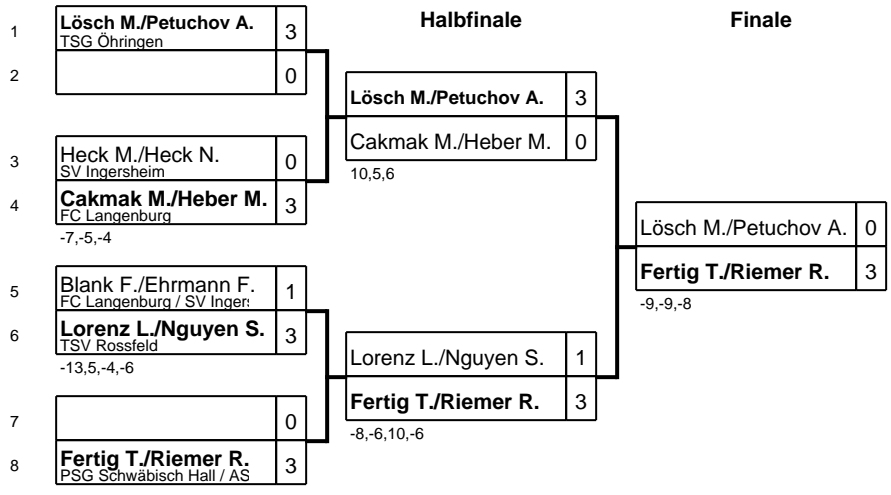 Halbfinale
Finale
1
Lösch M./Petuchov A.
3
TSG Öhringen
2
0
3
Heck M./Heck N.
0
SV Ingersheim
4
Cakmak M./Heber M.
3
FC Langenburg
-7,-5,-4
5
Blank F./Ehrmann F.
1
FC Langenburg / SV Ingers
6
Lorenz L./Nguyen S.
3
TSV Rossfeld
-13,5,-4,-6
7
0
8
Fertig T./Riemer R.
3
PSG Schwäbisch Hall / AS
Lösch M./Petuchov A.
3
Cakmak M./Heber M.
0
10,5,6
Lorenz L./Nguyen S.
1
Fertig T./Riemer R.
3
-8,-6,10,-6
Lösch M./Petuchov A.
0
Fertig T./Riemer R.
3
-9,-9,-8